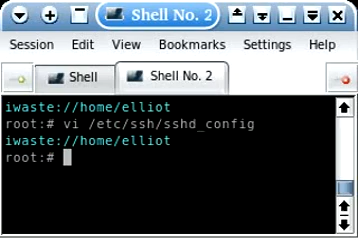 Shell No. 2
Session Edit View Bookmarks Settings Help
Shell Shell No. 2
iwaste://home/elliot
root:# vi /etc/ssh/sshd_config
iwaste://home/elliot
root:#